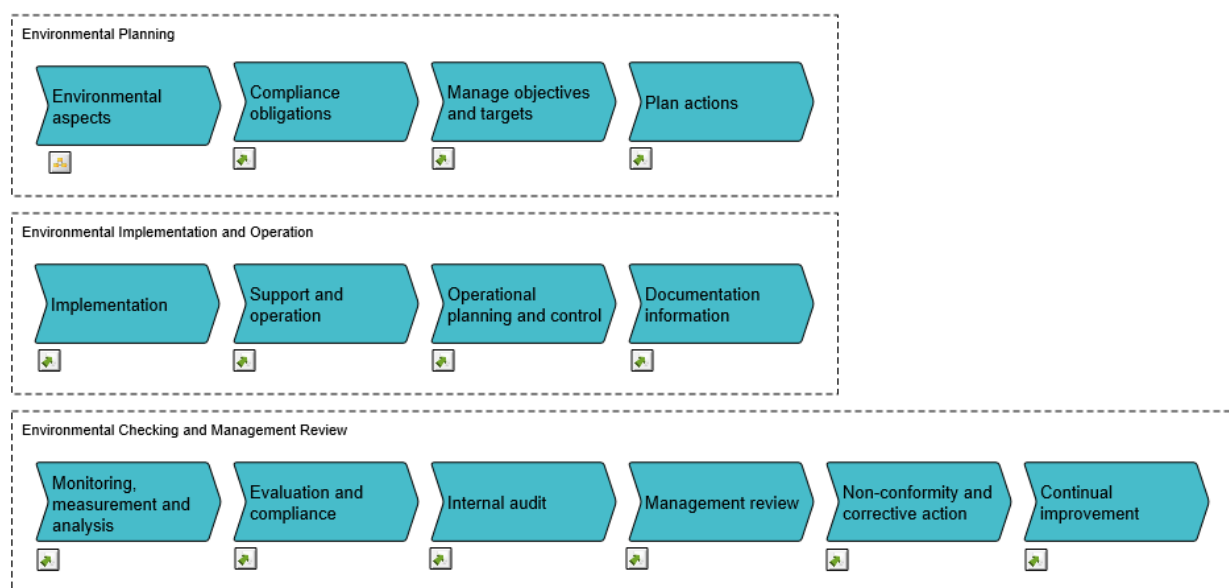 Environmental Planning
Environmental
aspects
Compliance
obligations
Manage objectives
and targets
Plan actions
Environmental Implementation and Operation
Implementation
Support and
operation
Operational
planning and control
Documentation
information
Environmental Checking and Management Review
Monitoring,
measurement and
analysis
Evaluation and
compliance
Internal audit
Management review
Non-conformity and
corrective action
Continual
improvement